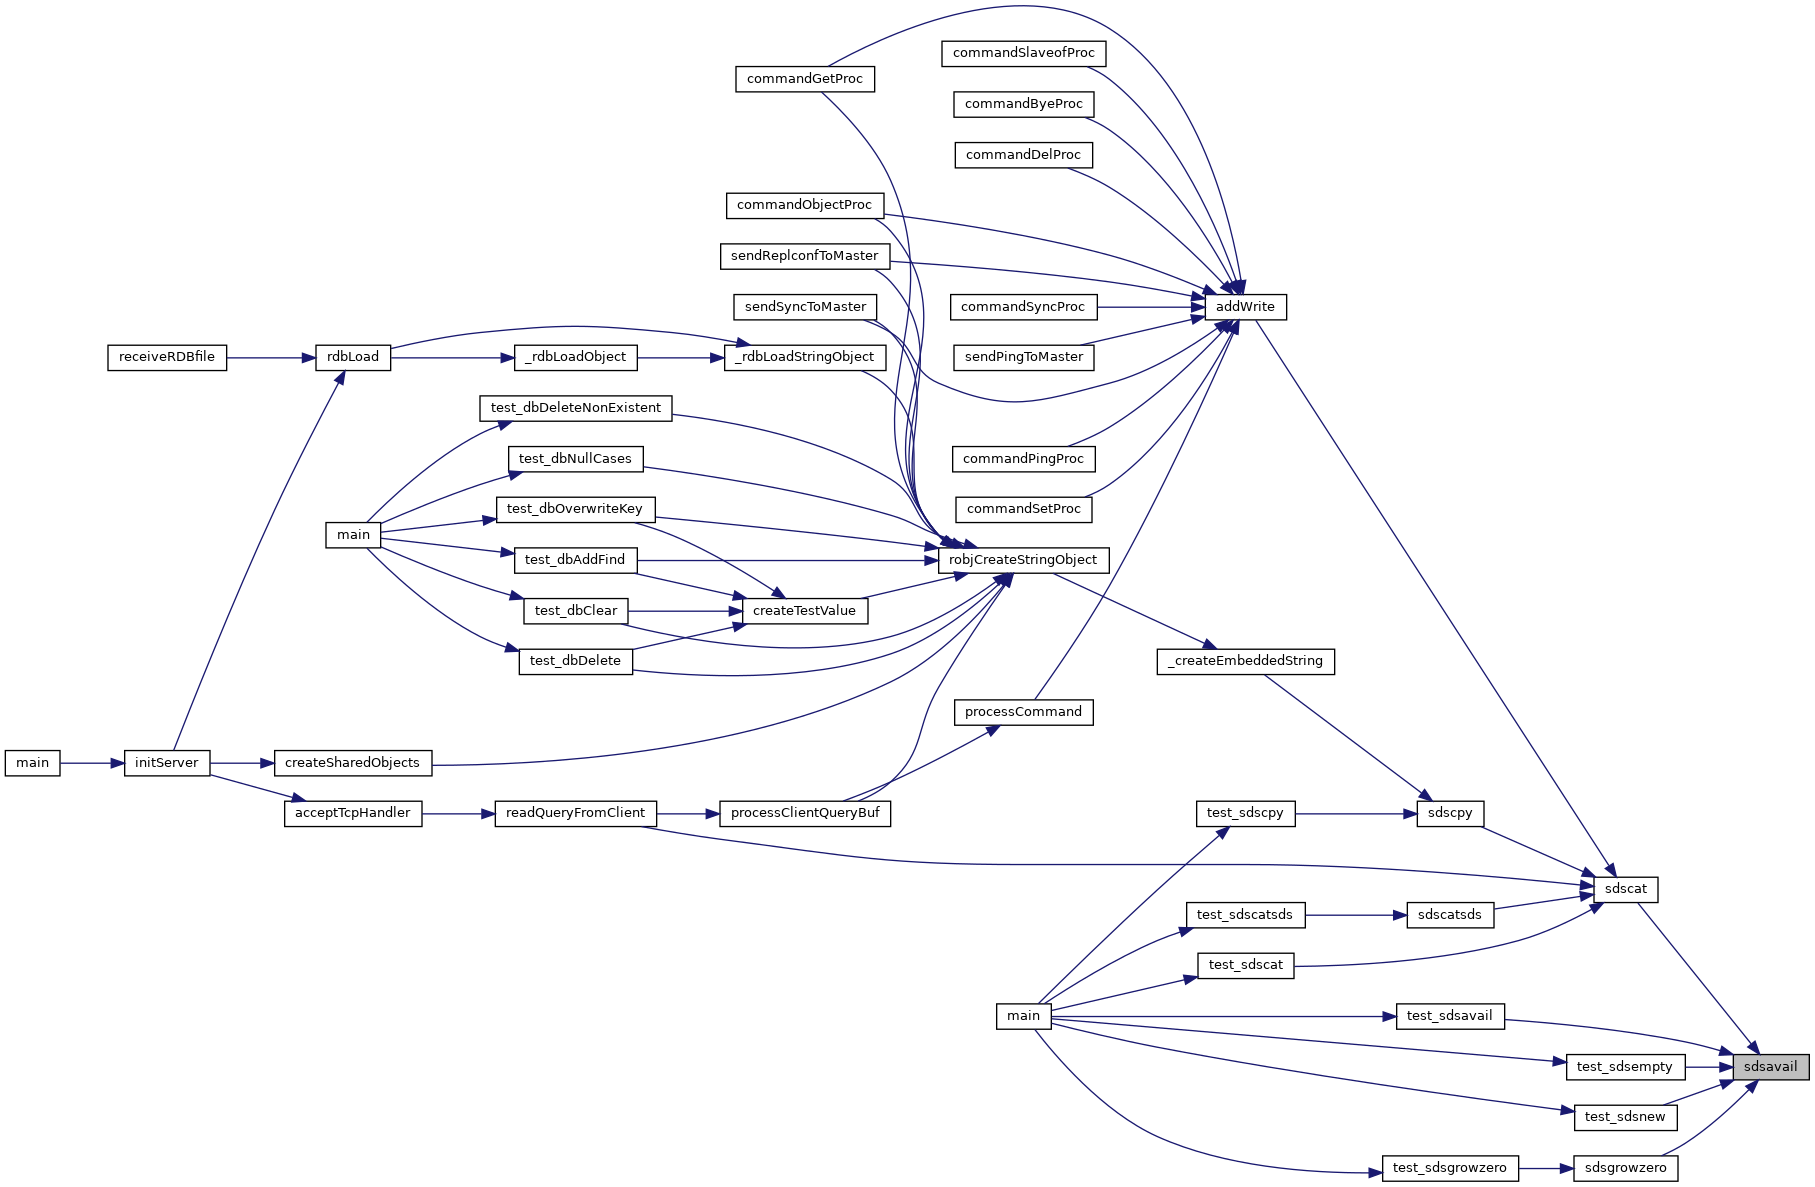 commandSlaveofProc
commandGetProc
commandByeProc
commandDelProc
commandObjectProc
sendReplconfToMaster
sendSyncToMaster
commandSyncProc
addWrite
receiveRDBfile
rdbLoad
_rdbLoadObject
_rdbLoadStringObject
sendPingToMaster
test_dbDeleteNonExistent
test_dbNullCases
commandPingProc
test_dbOverwriteKey
commandSetProc
main
test_dbAddFind
robjCreateStringObject
test_dbClear
createTestValue
test_dbDelete
_createEmbeddedString
processCommand
main
initServer
createSharedObjects
acceptTcpHandler
readQueryFromClient
processClientQueryBuf
test_sdscpy
sdscpy
sdscat
test_sdscatsds
sdscatsds
test_sdscat
main
test_sdsavail
test_sdsempty
sdsavail
test_sdsnew
test_sdsgrowzero
sdsgrowzero